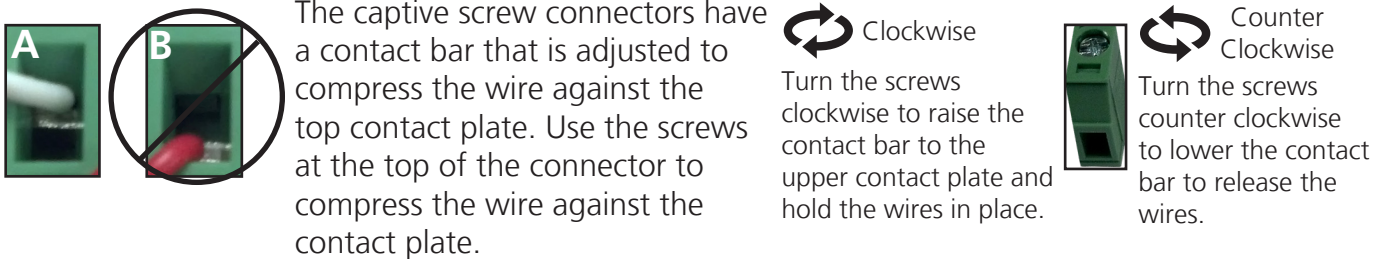 A
B
The captive screw connectors have
a contact bar that is adjusted to
compress the wire against the
top contact plate. Use the screws
at the top of the connector to
compress the wire against the
contact plate.
Clockwise
Turn the screws
clockwise to raise the
contact bar to the
upper contact plate and
hold the wires in place.
Counter
Clockwise
Turn the screws
counter clockwise
to lower the contact
bar to release the
wires.